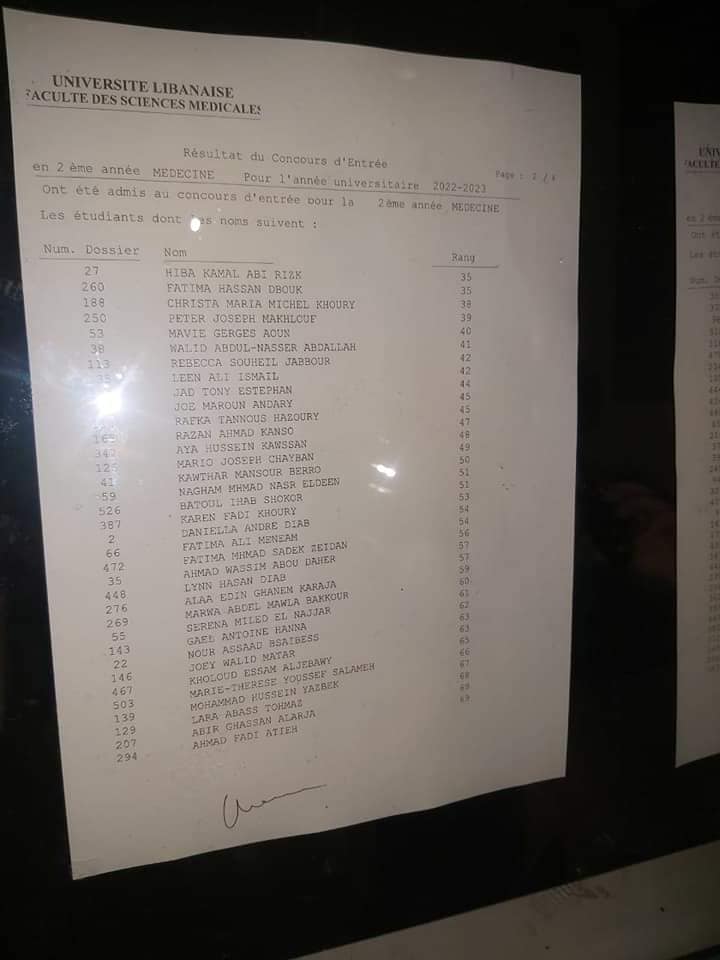 UNIVERSITE LIBANAISE
FACULTE DES SCIENCES MEDICALES
Résultat du Concours d'Entrée
en 2 ème année MEDECINE Pour l'année universitaire 2022-2023 Page : 2 / 4
Ont été admis au concours d'entrée pour la 2ème année MEDECINE
Les étudiants dont les noms suivent :
Num. Dossier Nom Rang
27 HIBA KAMAL ABI RIZK 35
260 FATIMA HASSAN DBOUK 35
188 CHRISTA MARIA MICHEL KHOURY 38
250 PETER JOSEPH MAKHLOUF 39
53 MAVIE GERGES AOUN 40
38 WALID ABDUL-NASSER ABDALLAH 41
113 REBECCA SOUHEIL JABBOUR 42
LEEN ALI ISMAIL 42
JAD TONY ESTEPHAN 44
JOE MAROUN ANDARY 45
RAFKA TANNOUS HAZOURY 45
RAZAN AHMAD KANSO 47
342 AYA HUSSEIN KAWSSAN 48
125 MARIO JOSEPH CHAYBAN 49
41 KAWTHAR MANSOUR BERRO 50
59 NAGHAM MHMAD NASR ELDEEN 51
526 BATOUL IHAB SHOKOR 51
387 KAREN FADI KHOURY 53
2 DANIELLA ANDRE DIAB 54
66 FATIMA ALI MENEAM 54
472 FATIMA MHMAD SADEK ZEIDAN 56
35 AHMAD WASSIM ABOU DAHER 57
448 LYNN HASAN DIAB 57
276 ALAA EDIN GHANEM KARAJA 59
269 MARWA ABDEL MAWLA BAKKOUR 60
55 SERENA MILED EL NAJJAR 61
143 GAEL ANTOINE HANNA 62
22 NOUR ASSAAD BSAIBESS 63
146 JOEY WALID MATAR 63
467 KHOLOUD ESSAM ALJEBAWY 65
503 MARIE-THERESE YOUSSEF SALAMEH 66
139 MOHAMMAD HUSSEIN YAZBEK 67
129 LARA ABASS TOHMAZ 68
207 ABIR GHASSAN ALARJA 69
294 AHMAD FADI ATIEH 69